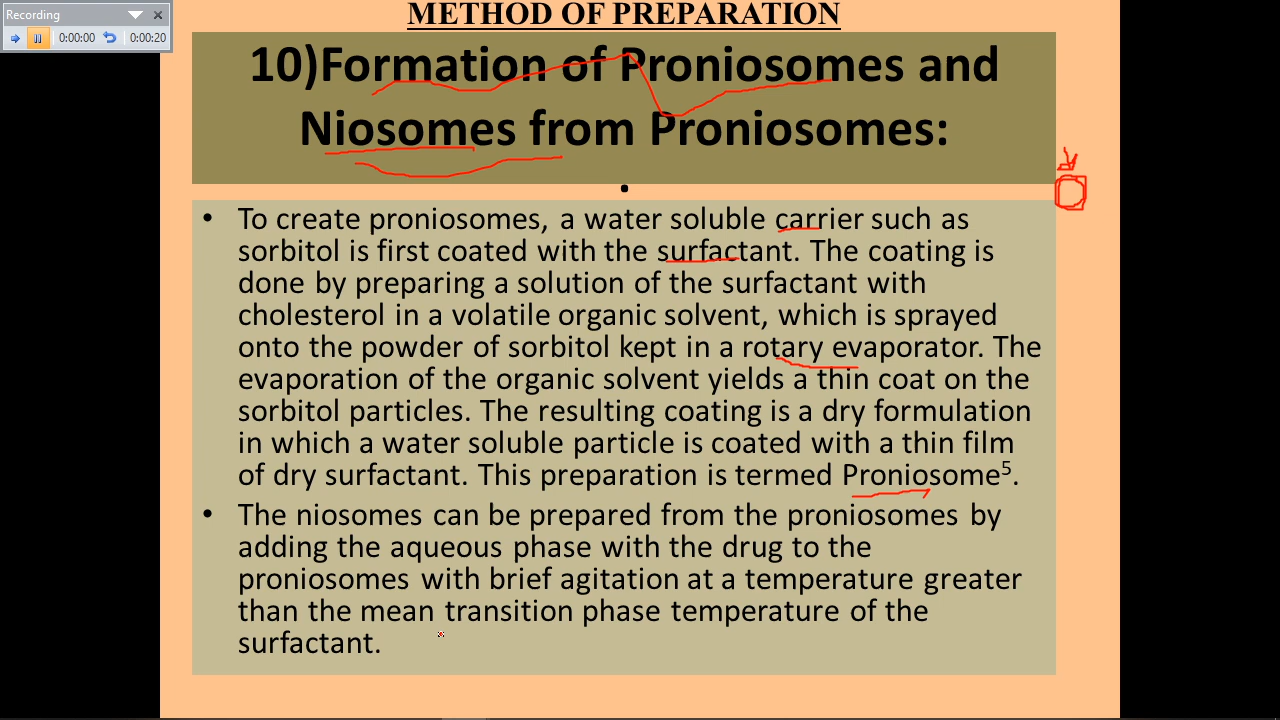 Recording
0:00:00 0:00:20
METHOD OF PREPARATION
10)Formation of Proniosomes and
Niosomes from Proniosomes:
.
• To create proniosomes, a water soluble carrier such as
sorbitol is first coated with the surfactant. The coating is
done by preparing a solution of the surfactant with
cholesterol in a volatile organic solvent, which is sprayed
onto the powder of sorbitol kept in a rotary evaporator. The
evaporation of the organic solvent yields a thin coat on the
sorbitol particles. The resulting coating is a dry formulation
in which a water soluble particle is coated with a thin film
of dry surfactant. This preparation is termed Proniosome⁵.
• The niosomes can be prepared from the proniosomes by
adding the aqueous phase with the drug to the
proniosomes with brief agitation at a temperature greater
than the mean transition phase temperature of the
surfactant.